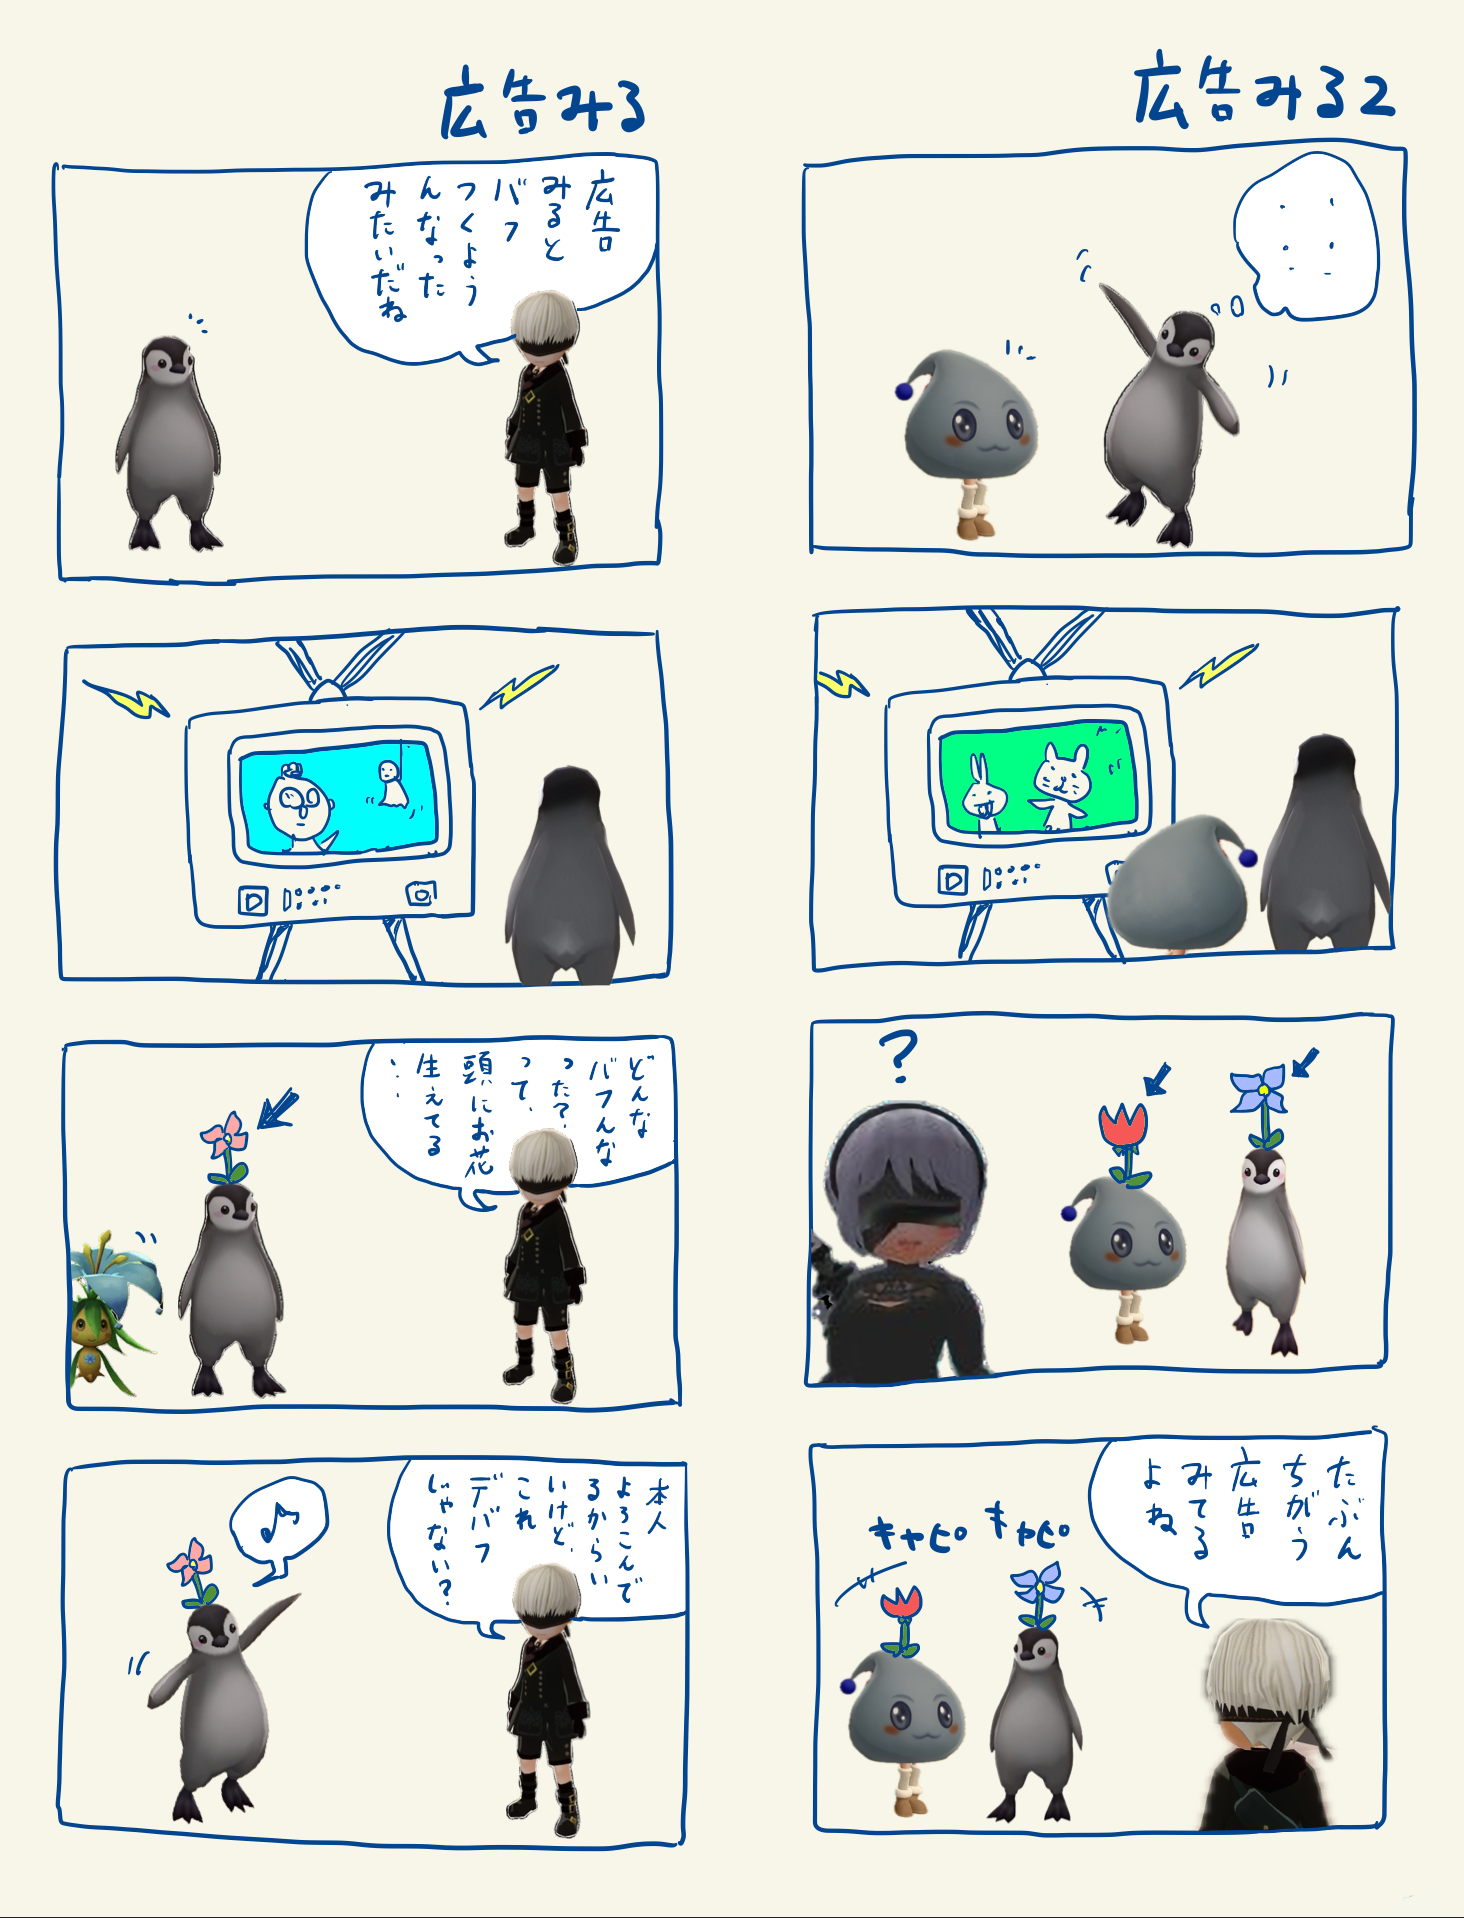 広告みる
広告
みると
バフ
つくよう
んなった
みたいだね
どんな
バフんな
った?
って、
頭にお花
生えてる
…
本人
よろこんで
るからい
いけど、
これ
デバフ
じゃない?
広告みる2
?
たぶん
ちがう
広告
みてる
よね
キャピ
キャピ